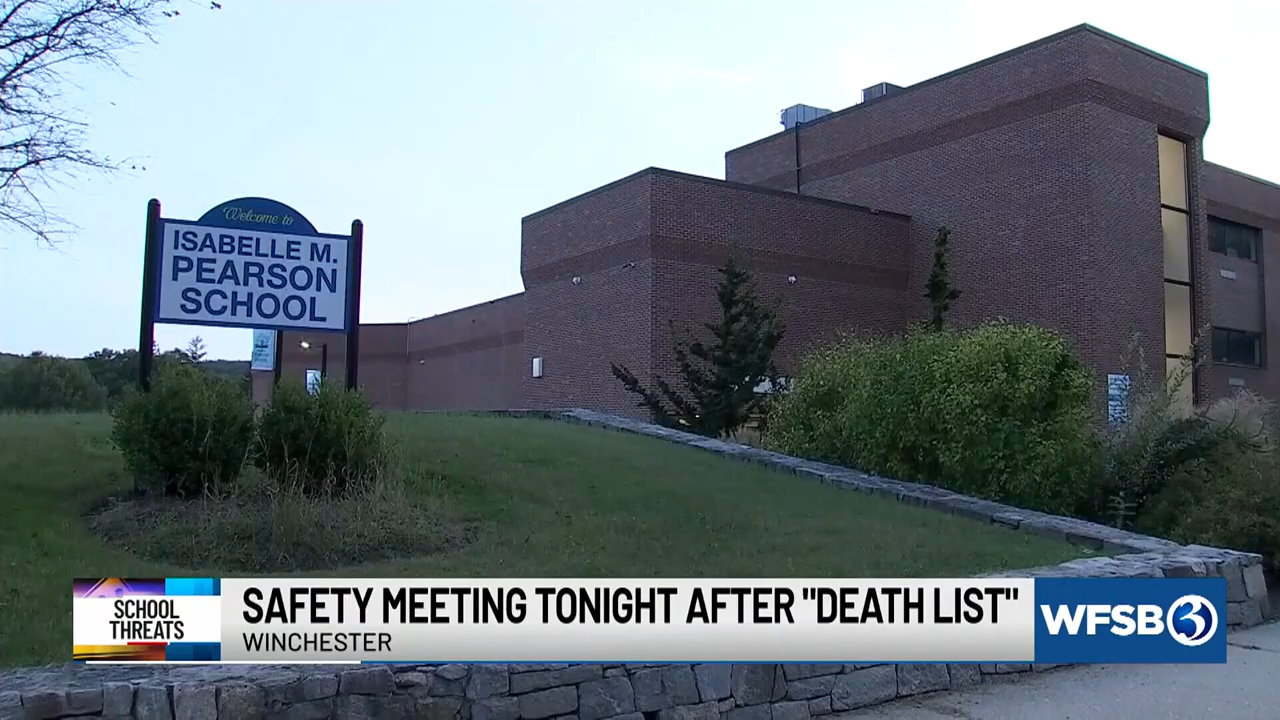 Welcome to
ISABELLE M.
PEARSON
SCHOOL
SCHOOL
THREATS
SAFETY MEETING TONIGHT AFTER "DEATH LIST"
WINCHESTER
WFSB 3